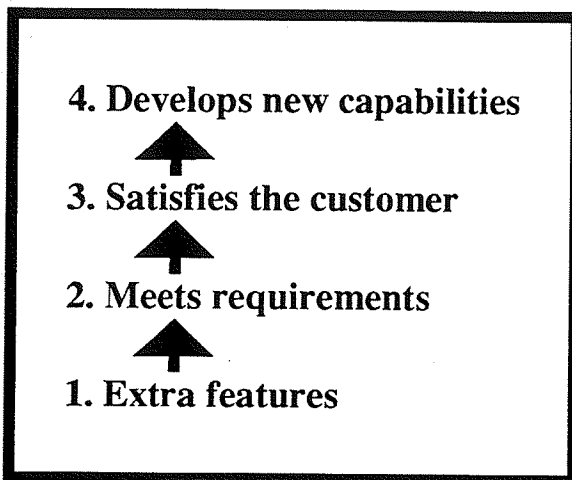 4. Develops new capabilities
3. Satisfies the customer
2. Meets requirements
1. Extra features